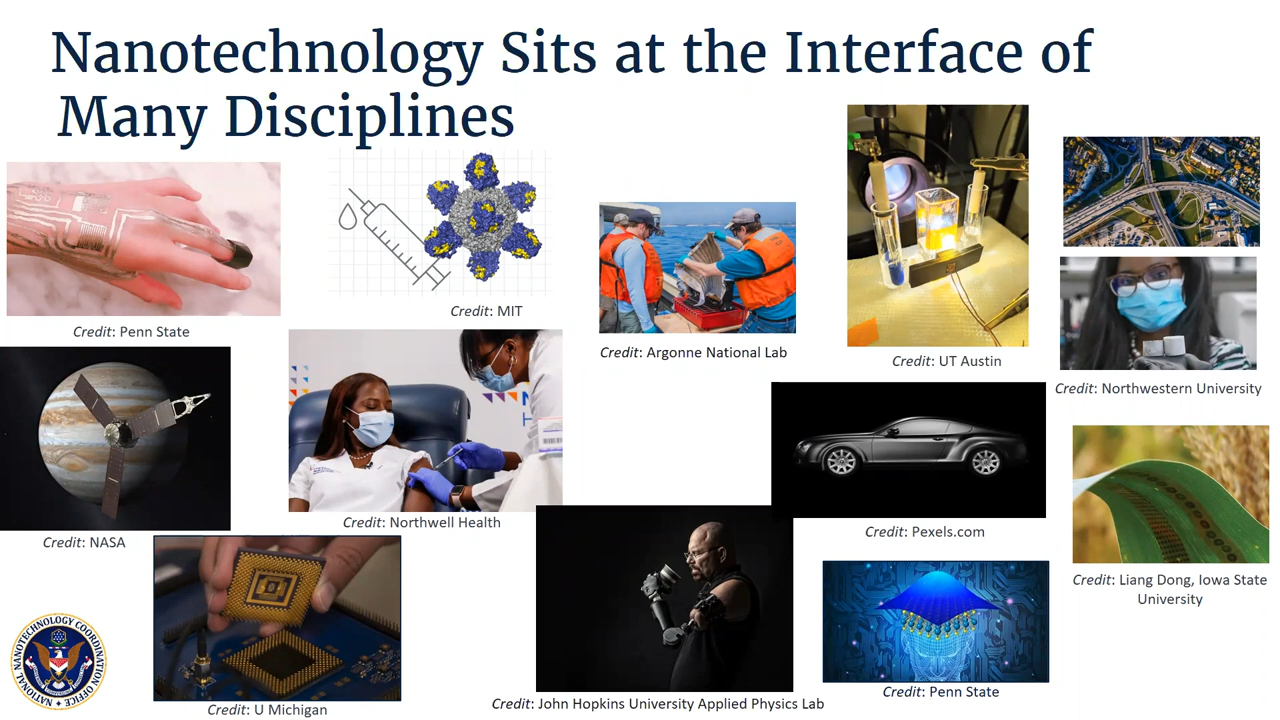 Nanotechnology Sits at the Interface of
Many Disciplines
Credit: Penn State
Credit: MIT
Credit: Argonne National Lab
Credit: UT Austin
Credit: Northwestern University
Credit: NASA
Credit: Northwell Health
Credit: Pexels.com
Credit: Liang Dong, Iowa State
University
Credit: U Michigan
Credit: John Hopkins University Applied Physics Lab
Credit: Penn State
NATIONAL NANOTECHNOLOGY COORDINATION OFFICE